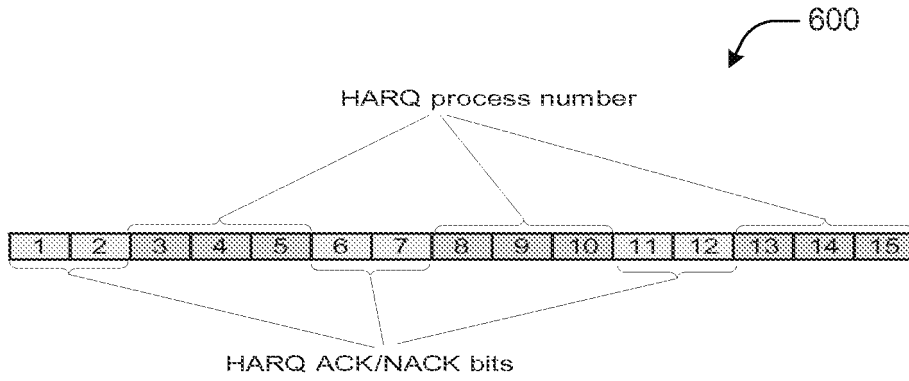 600
HARQ process number
1 2 3 4 5 6 7 8 9 10 11 12 13 14 15
HARQ ACK/NACK bits